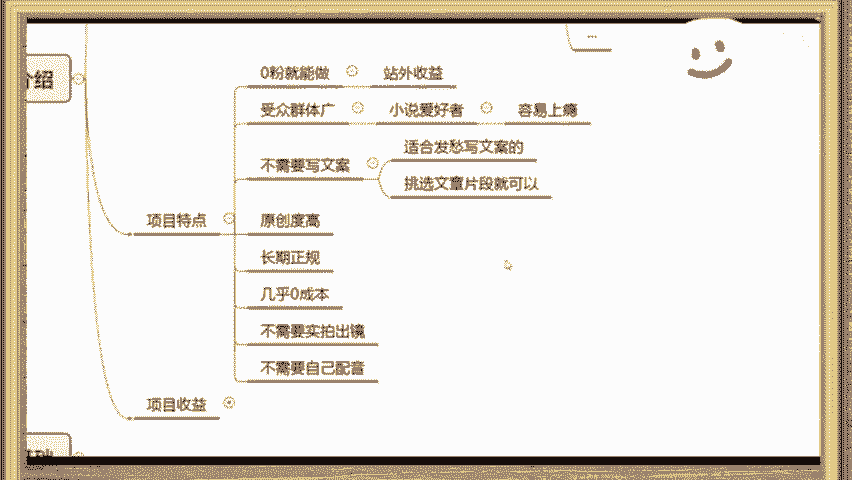 ...
介绍
0粉就能做 站外收益
受众群体广 小说爱好者 容易上瘾
适合发愁写文案的
不需要写文案
挑选文章片段就可以
项目特点 原创度高
长期正规
几乎0成本
不需要实拍出镜
不需要自己配音
项目收益